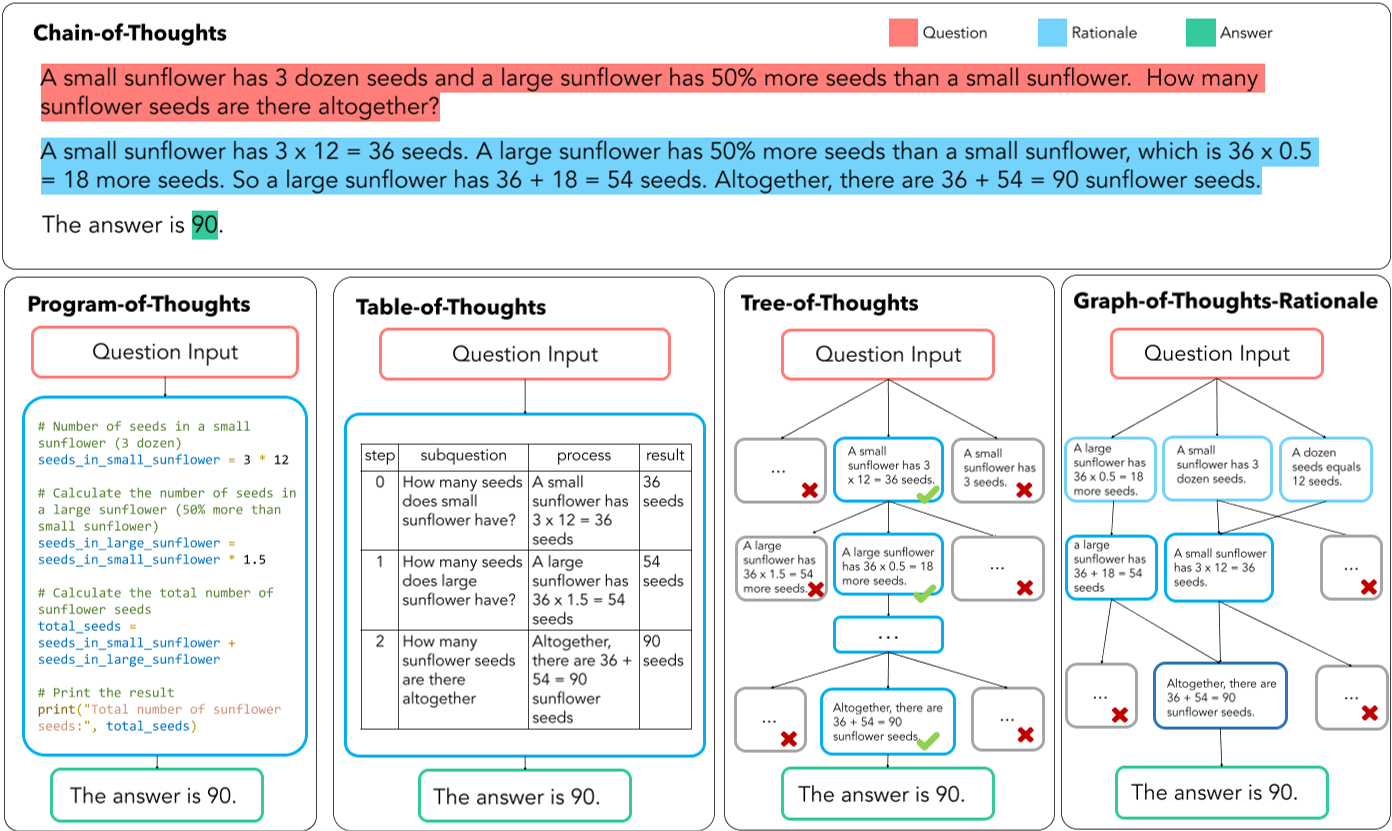 Chain-of-Thoughts
Question
Rationale
Answer
A small sunflower has 3 dozen seeds and a large sunflower has 50% more seeds than a small sunflower. How many
sunflower seeds are there altogether?
A small sunflower has 3 x 12 = 36 seeds. A large sunflower has 50% more seeds than a small sunflower, which is 36 x 0.5
= 18 more seeds. So a large sunflower has 36 + 18 = 54 seeds. Altogether, there are 36 + 54 = 90 sunflower seeds.
The answer is 90.
Program-of-Thoughts
Question Input
# Number of seeds in a small
sunflower (3 dozen)
seeds_in_small_sunflower = 3 * 12
# Calculate the number of seeds in
a large sunflower (50% more than
small sunflower)
seeds_in_large_sunflower =
seeds_in_small_sunflower * 1.5
# Calculate the total number of
sunflower seeds
total_seeds =
seeds_in_small_sunflower +
seeds_in_large_sunflower
# Print the result
print("Total number of sunflower
seeds:", total_seeds)
The answer is 90.
Table-of-Thoughts
Question Input
step subquestion process result
0 How many seeds A small 36
does small sunflower has seeds
sunflower have? 3 x 12 = 36
seeds
1 How many seeds A large 54
does large sunflower has seeds
sunflower have? 36 x 1.5 = 54
seeds
2 How many Altogether, 90
sunflower seeds there are 36 + seeds
are there 54 = 90
altogether sunflower
seeds
The answer is 90.
Tree-of-Thoughts
Question Input
...
A small
sunflower has 3
x 12 = 36 seeds.
A small
sunflower has
3 seeds.
A large
sunflower has
36 x 1.5 = 54
more seeds.
A large sunflower
has 36 x 0.5 = 18
more seeds.
...
...
...
Altogether, there are
36 + 54 = 90
sunflower seeds.
...
The answer is 90.
Graph-of-Thoughts-Rationale
Question Input
A large
sunflower has
36 x 0.5 = 18
more seeds.
A small
sunflower has 3
dozen seeds.
A dozen
seeds equals
12 seeds.
a large
sunflower has
36 + 18 = 54
seeds
A small sunflower
has 3 x 12 = 36
seeds.
...
...
Altogether, there are
36 + 54 = 90
sunflower seeds.
...
The answer is 90.